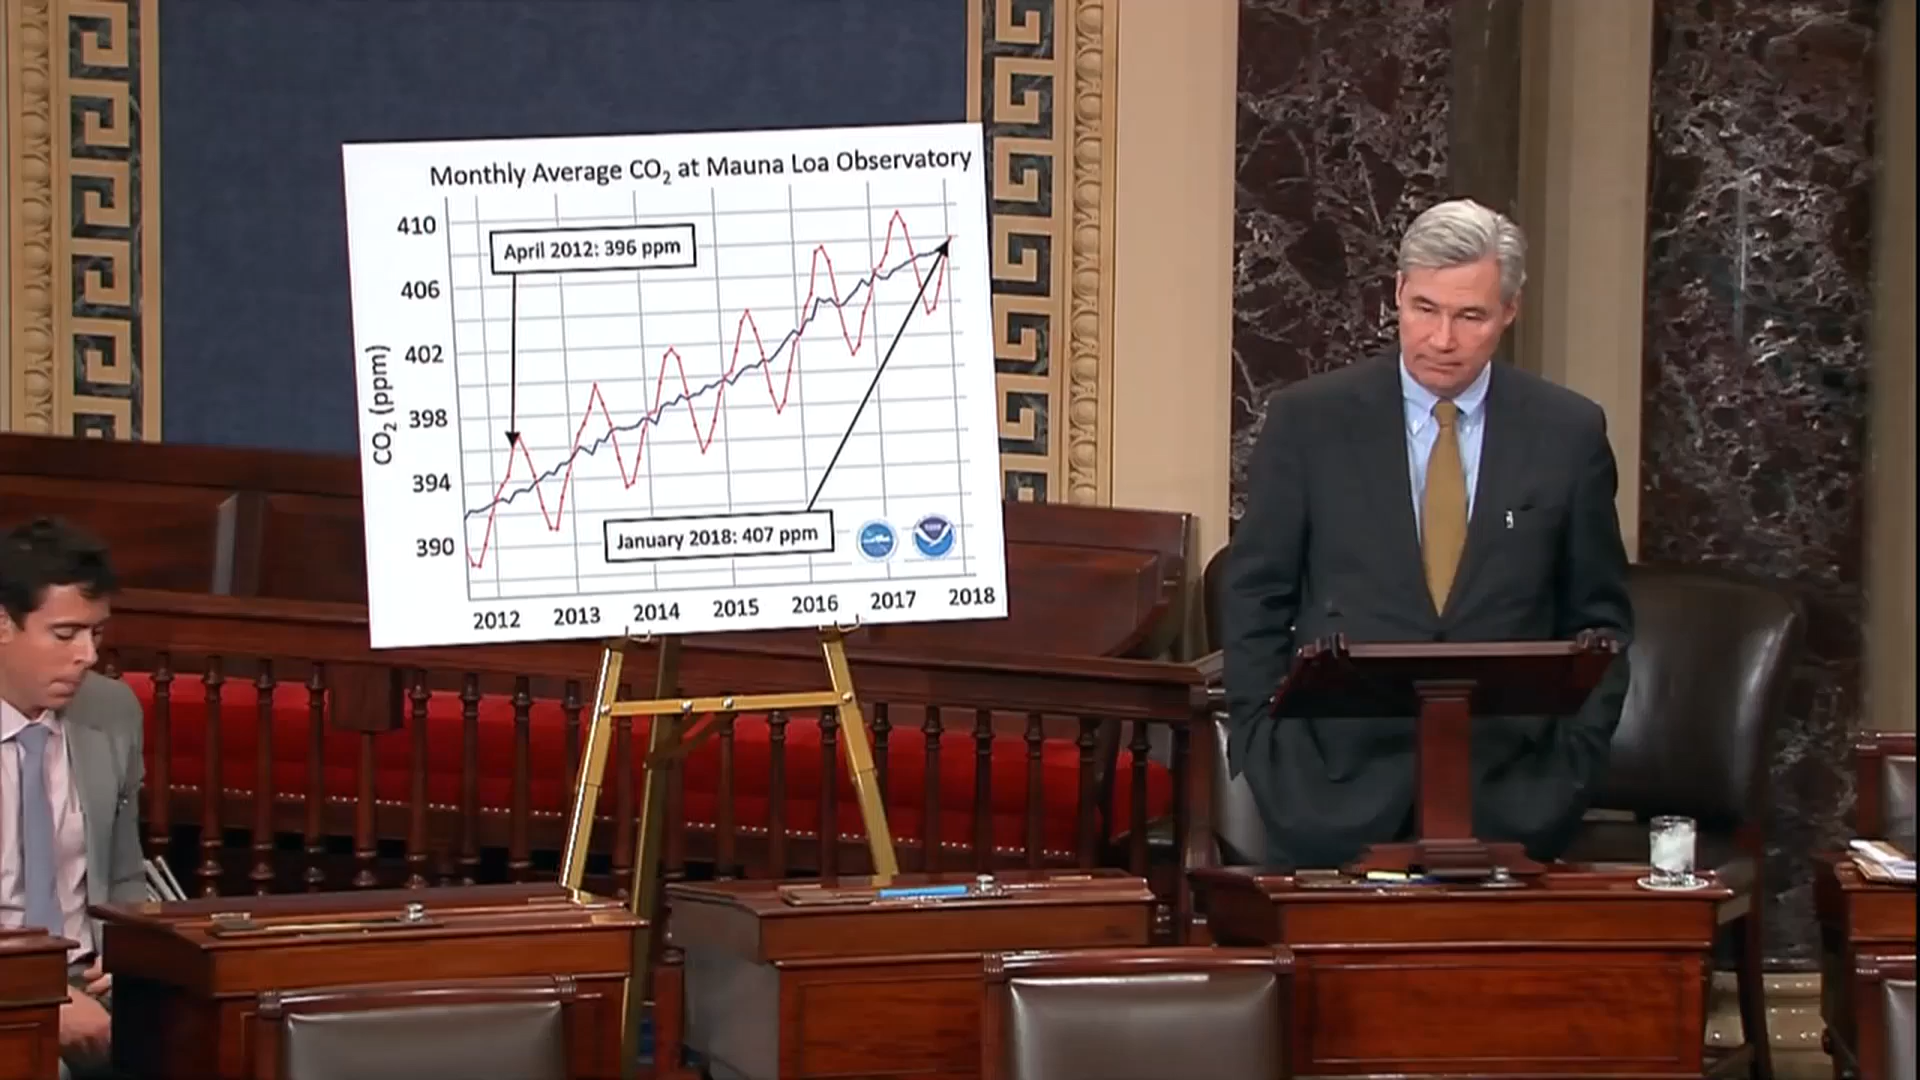 Monthly Average CO₂ at Mauna Loa Observatory
410
April 2012: 396 ppm
406
402
CO₂ (ppm)
398
394
January 2018: 407 ppm
390
2012 2013 2014 2015 2016 2017 2018